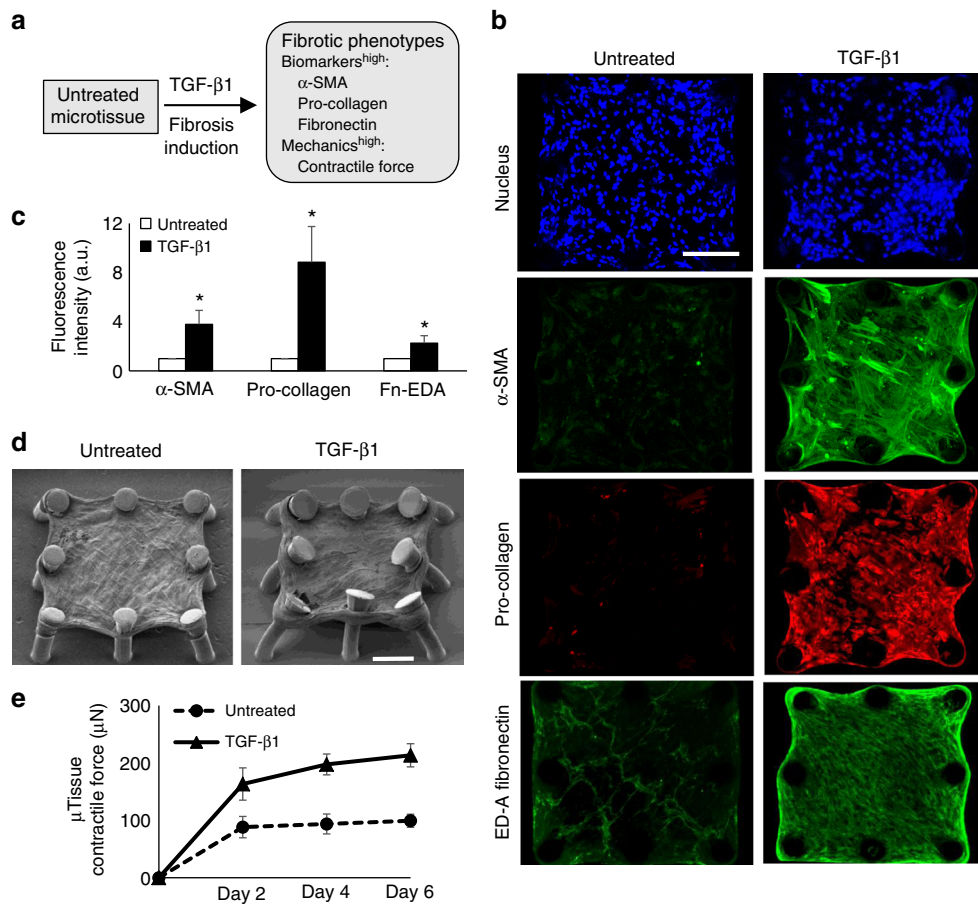 a
Untreated
microtissue
TGF-β1
Fibrosis
induction
Fibrotic phenotypes
Biomarkers^high:
α-SMA
Pro-collagen
Fibronectin
Mechanics^high:
Contractile force
b
Untreated
TGF-β1
Nucleus
α-SMA
Pro-collagen
ED-A fibronectin
c
Fluorescence
intensity (a.u.)
12
8
4
0
Untreated
TGF-β1
*
*
*
α-SMA
Pro-collagen
Fn-EDA
d
Untreated
TGF-β1
e
μTissue
contractile force (μN)
300
200
100
0
Untreated
TGF-β1
Day 2
Day 4
Day 6